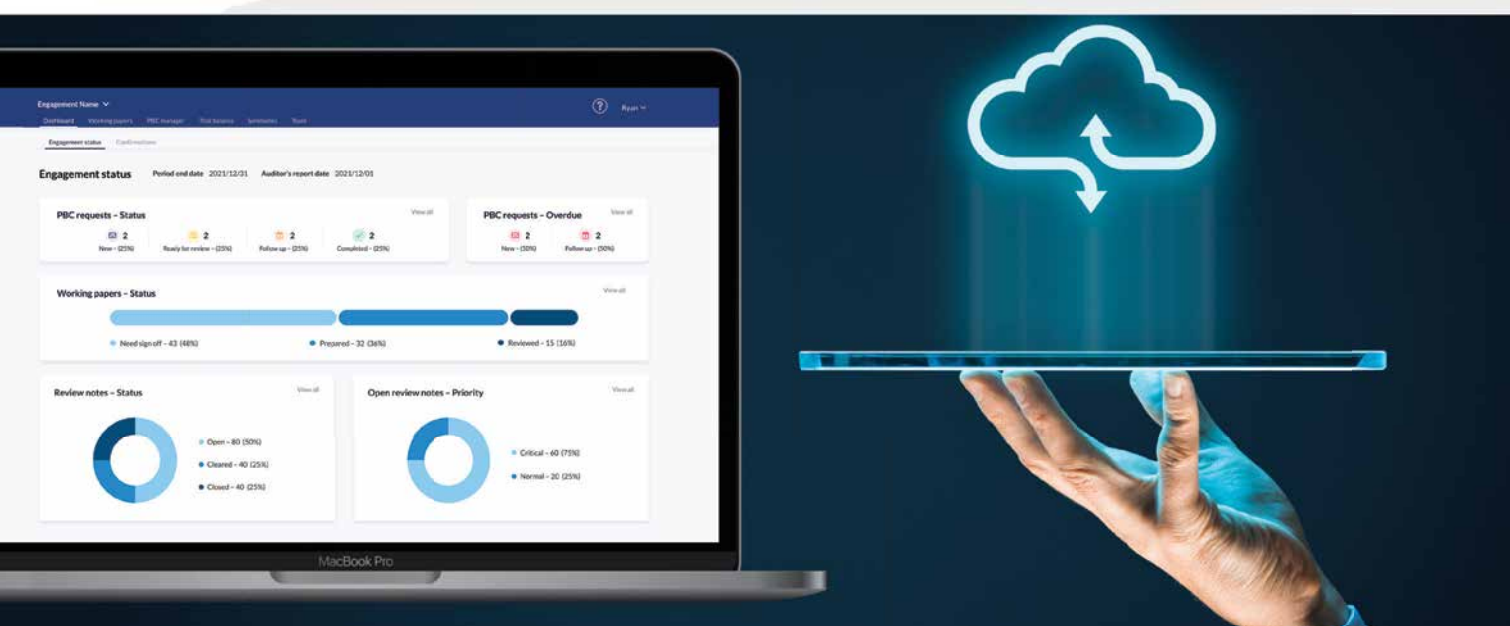 Engagement Name
? Ryan
Dashboard Working papers PBC manager Trial balance Summaries Team
Engagement status Confirmations
Engagement status Period end date 2021/12/31 Auditor's report date 2021/12/01
PBC requests – Status View all
2 2 2 2
New – (25%) Ready for review – (25%) Follow up – (25%) Completed – (25%)
PBC requests – Overdue View all
2 2
New – (50%) Follow up – (50%)
Working papers – Status View all
Need sign off – 43 (48%) Prepared – 32 (36%) Reviewed – 15 (16%)
Review notes – Status View all
Open – 80 (50%)
Cleared – 40 (25%)
Closed – 40 (25%)
Open review notes – Priority View all
Critical – 60 (75%)
Normal – 20 (25%)
MacBook Pro